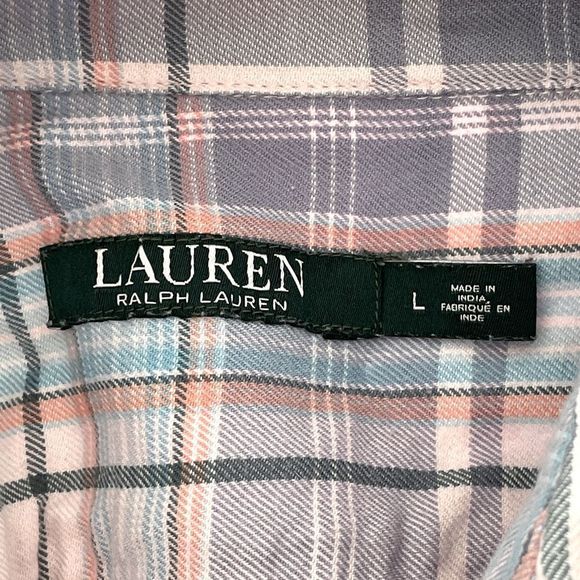 LAUREN
RALPH LAUREN
L
MADE IN
INDIA
FABRIQUÉ EN
INDE